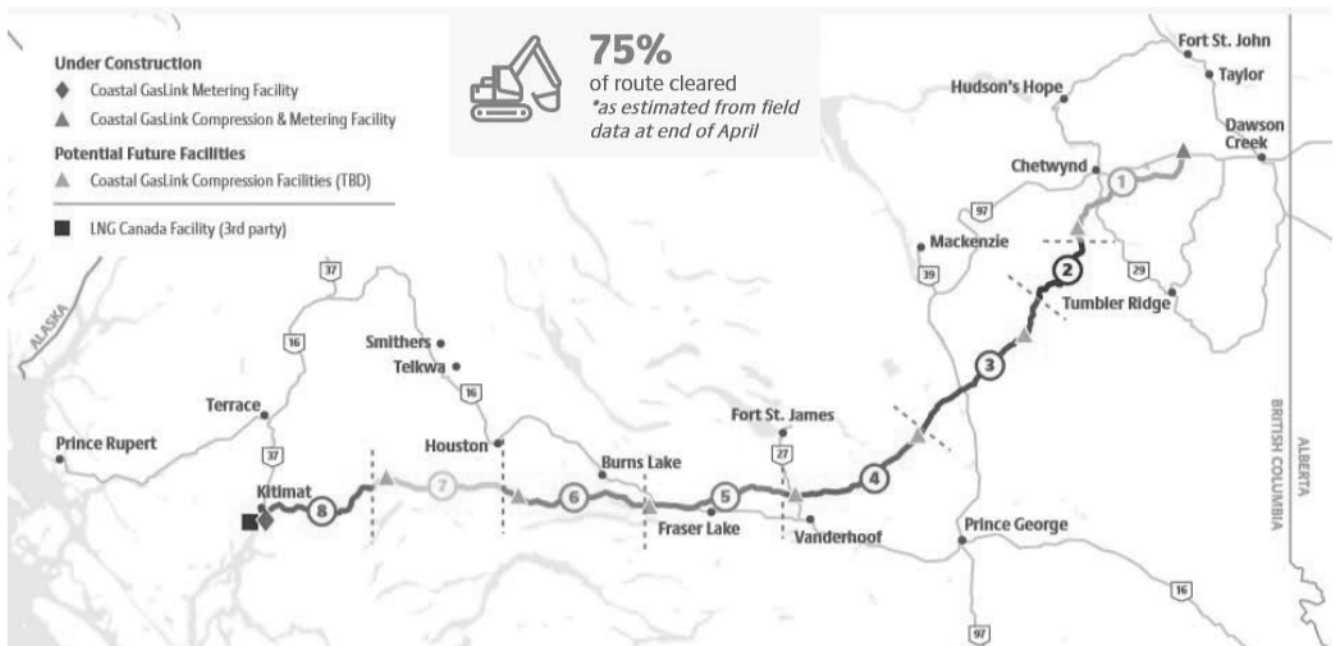 Under Construction
Coastal GasLink Metering Facility
Coastal GasLink Compression & Metering Facility
Potential Future Facilities
Coastal GasLink Compression Facilities (TBD)
LNG Canada Facility (3rd party)
75%
of route cleared
*as estimated from field
data at end of April
Fort St. John
Taylor
Hudson's Hope
Dawson
Creek
Chetwynd
1
97
Mackenzie
39
2
29
Tumbler Ridge
37
ALASKA
16
Smithers
Telkwa
16
3
Terrace
Fort St. James
BRITISH COLUMBIA
ALBERTA
Prince Rupert
37
Houston
27
Burns Lake
4
Kitimat
8
7
6
5
Fraser Lake
Vanderhoof
Prince George
16
97